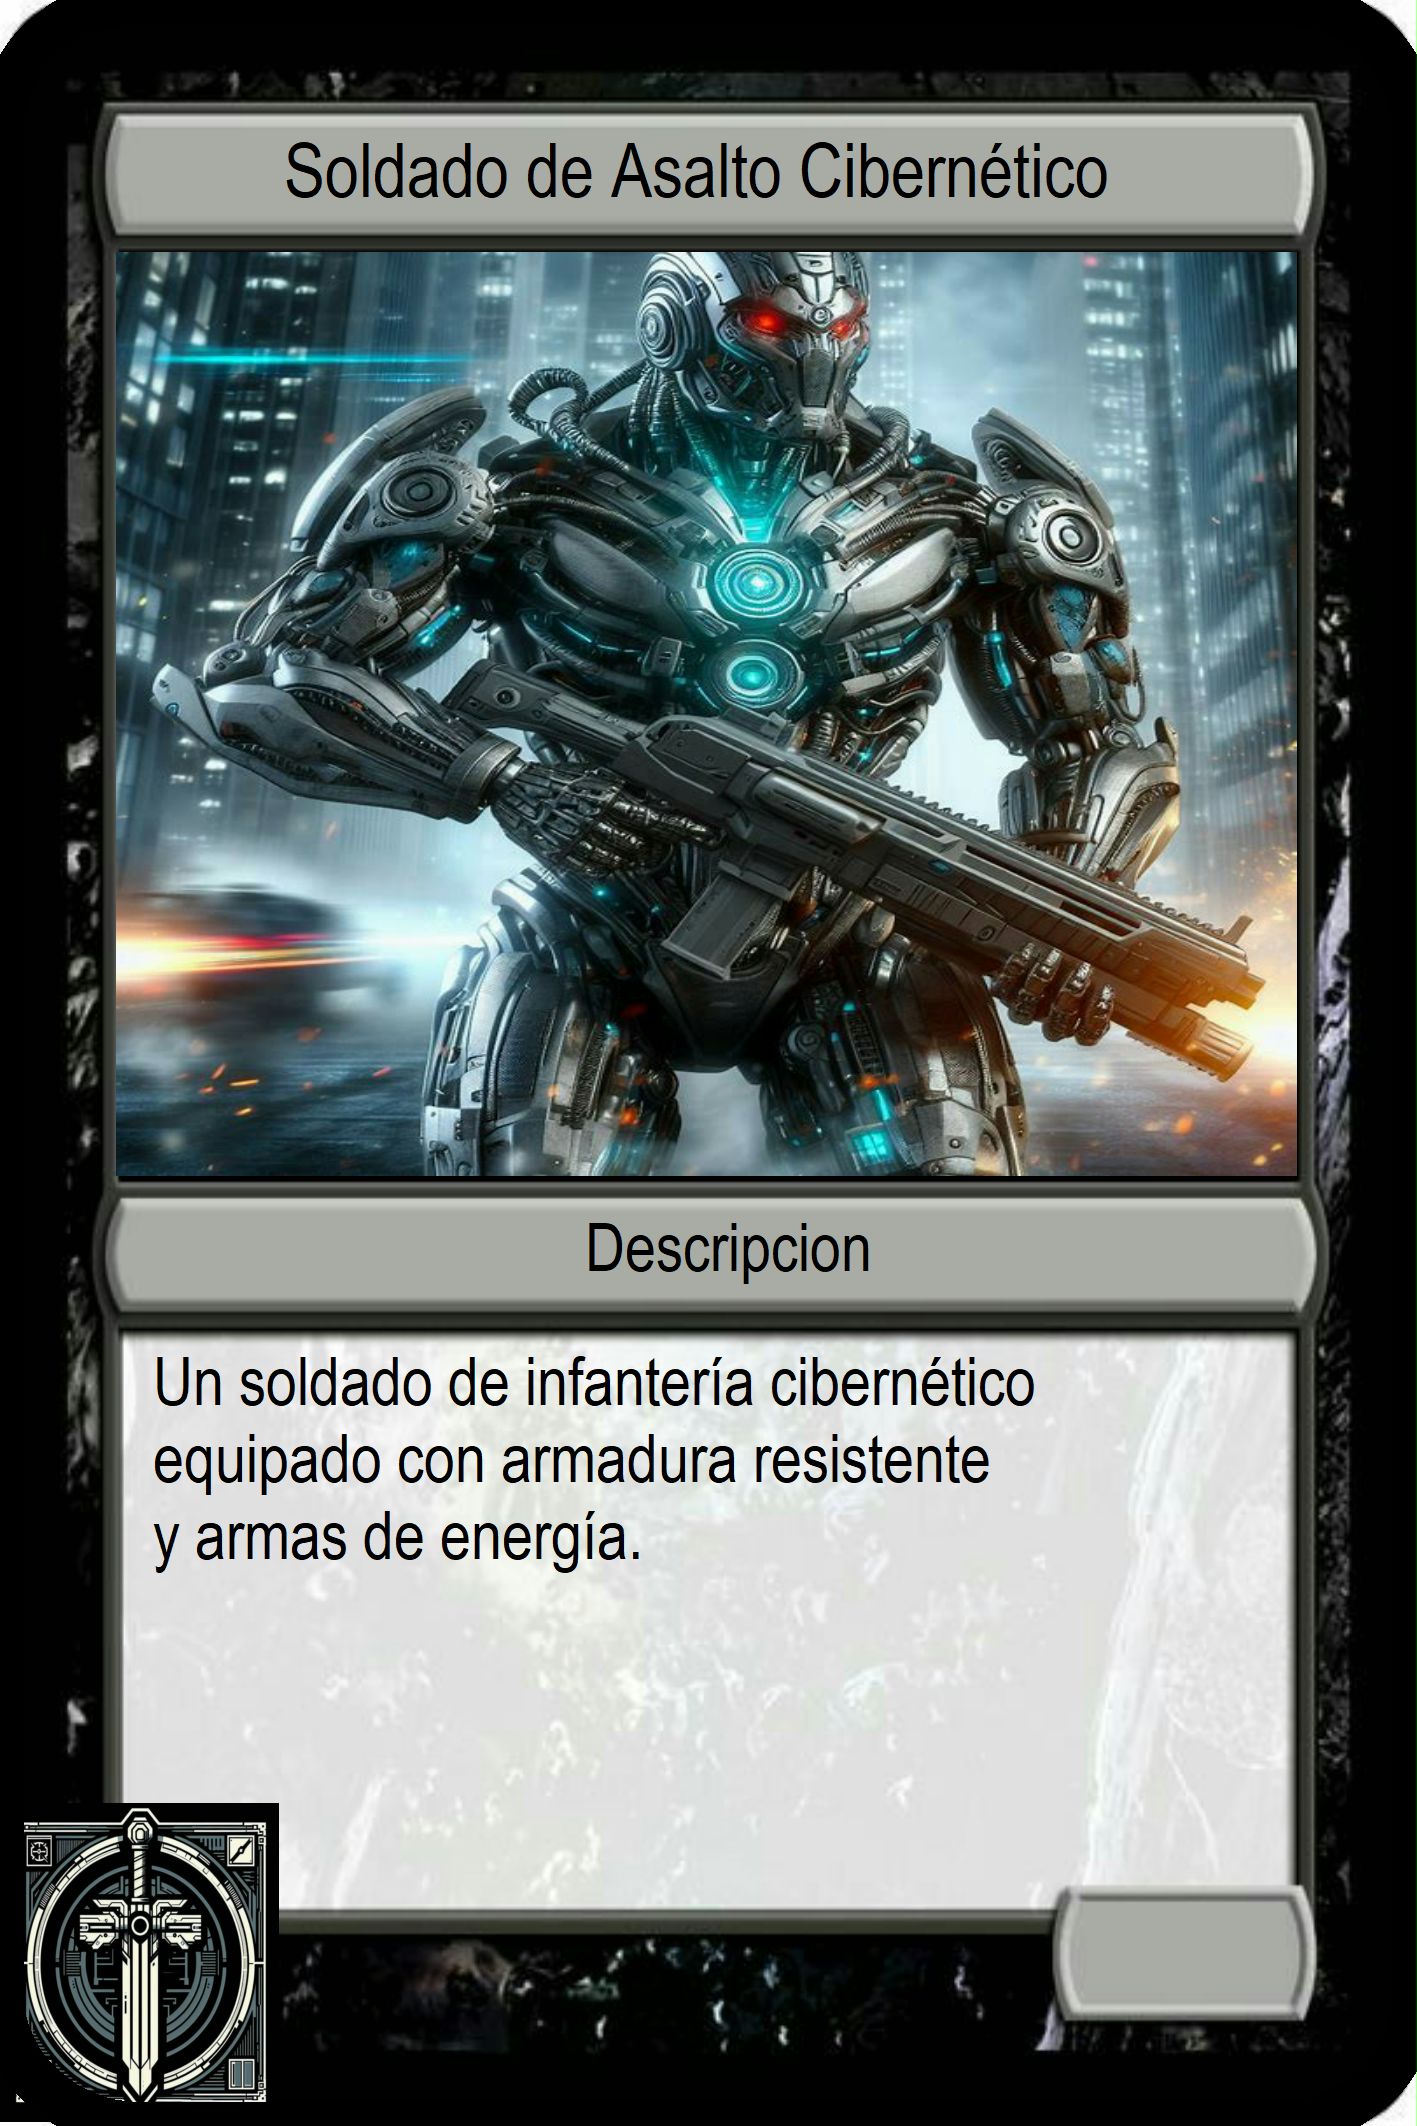 Soldado de Asalto Cibernético
Descripcion
Un soldado de infantería cibernético
equipado con armadura resistente
y armas de energía.